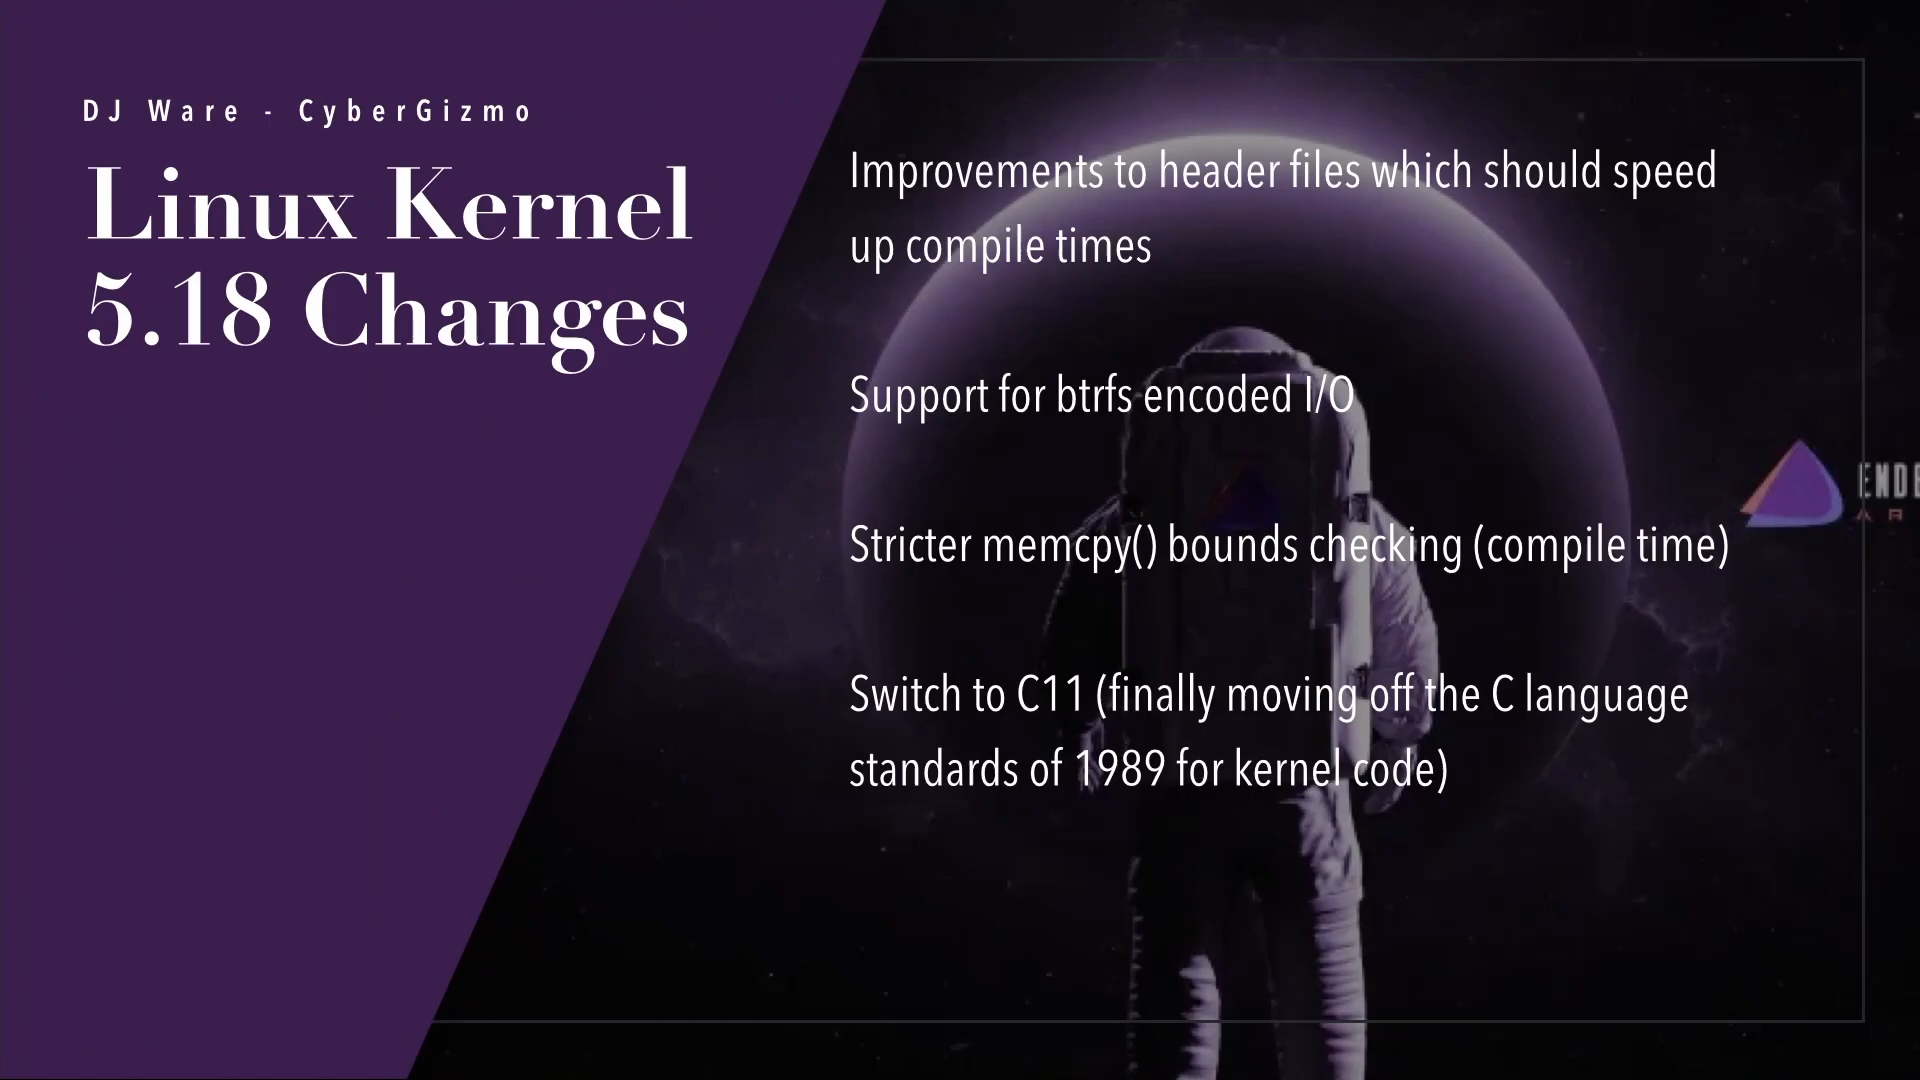 DJ Ware - CyberGizmo
Linux Kernel
5.18 Changes
Improvements to header files which should speed
up compile times
Support for btrfs encoded I/O
Stricter memcpy() bounds checking (compile time)
Switch to C11 (finally moving off the C language
standards of 1989 for kernel code)